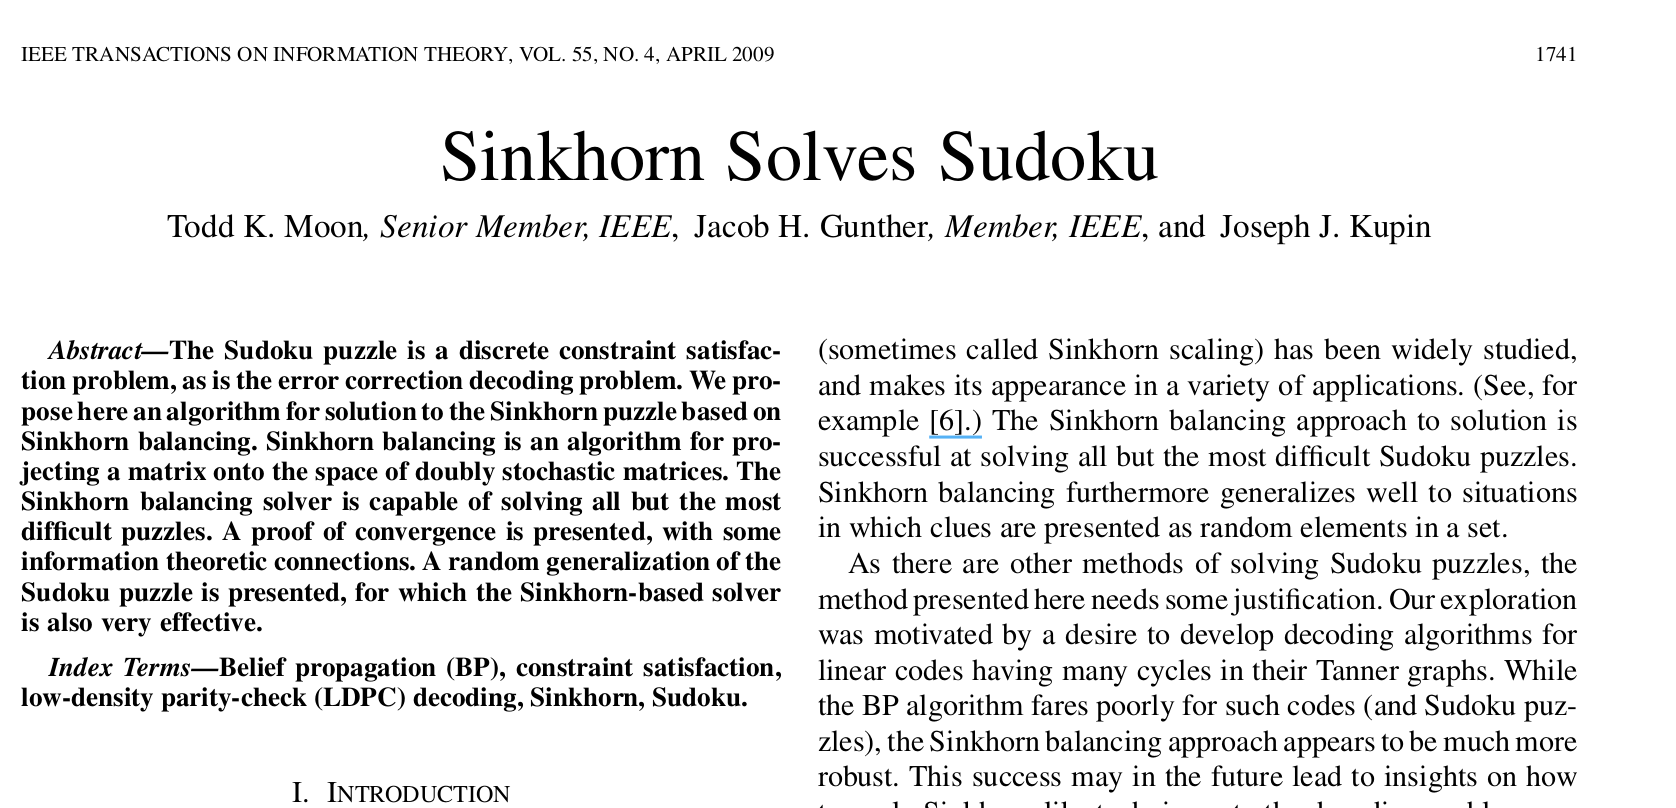 IEEE TRANSACTIONS ON INFORMATION THEORY, VOL. 55, NO. 4, APRIL 2009 1741
Sinkhorn Solves Sudoku
Todd K. Moon, Senior Member, IEEE, Jacob H. Gunther, Member, IEEE, and Joseph J. Kupin
Abstract—The Sudoku puzzle is a discrete constraint satisfac-
tion problem, as is the error correction decoding problem. We pro-
pose here an algorithm for solution to the Sinkhorn puzzle based on
Sinkhorn balancing. Sinkhorn balancing is an algorithm for pro-
jecting a matrix onto the space of doubly stochastic matrices. The
Sinkhorn balancing solver is capable of solving all but the most
difficult puzzles. A proof of convergence is presented, with some
information theoretic connections. A random generalization of the
Sudoku puzzle is presented, for which the Sinkhorn-based solver
is also very effective.
Index Terms—Belief propagation (BP), constraint satisfaction,
low-density parity-check (LDPC) decoding, Sinkhorn, Sudoku.
I. INTRODUCTION
(sometimes called Sinkhorn scaling) has been widely studied,
and makes its appearance in a variety of applications. (See, for
example [6].) The Sinkhorn balancing approach to solution is
successful at solving all but the most difficult Sudoku puzzles.
Sinkhorn balancing furthermore generalizes well to situations
in which clues are presented as random elements in a set.
As there are other methods of solving Sudoku puzzles, the
method presented here needs some justification. Our exploration
was motivated by a desire to develop decoding algorithms for
linear codes having many cycles in their Tanner graphs. While
the BP algorithm fares poorly for such codes (and Sudoku puz-
zles), the Sinkhorn balancing approach appears to be much more
robust. This success may in the future lead to insights on how